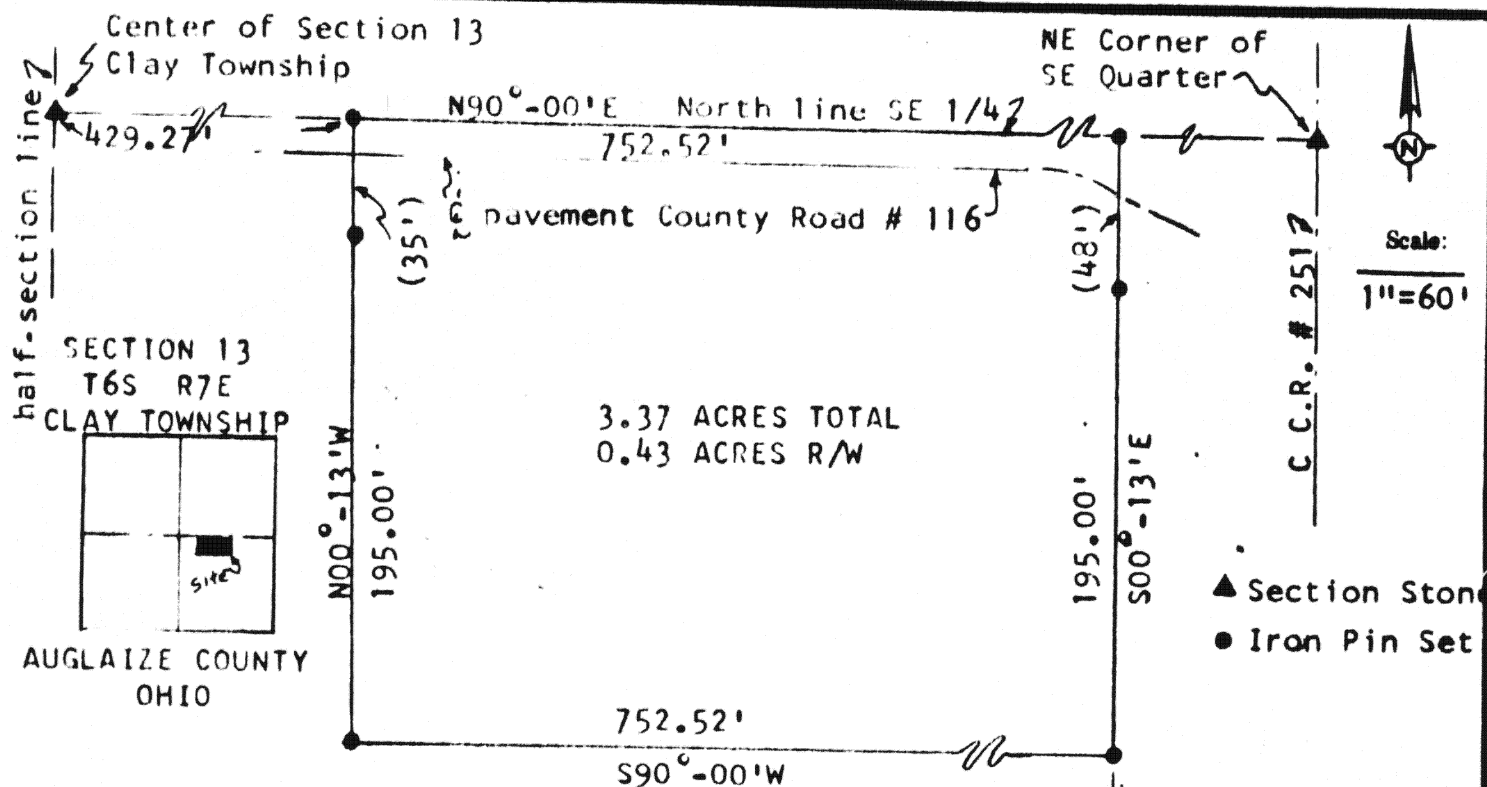 Center of Section 13
Clay Township
NE Corner of
SE Quarter
half-section line
N90°-00'E North line SE 1/4
429.27'
752.52'
N
(35')
pavement County Road # 116
(48')
C.R. # 251
Scale:
1"=60'
SECTION 13
T6S R7E
CLAY TOWNSHIP
3.37 ACRES TOTAL
0.43 ACRES R/W
N00°-13'W
195.00'
195.00'
S00°-13'E
SITE
Section Ston
Iron Pin Set
AUGLAIZE COUNTY
OHIO
752.52'
S90°-00'W